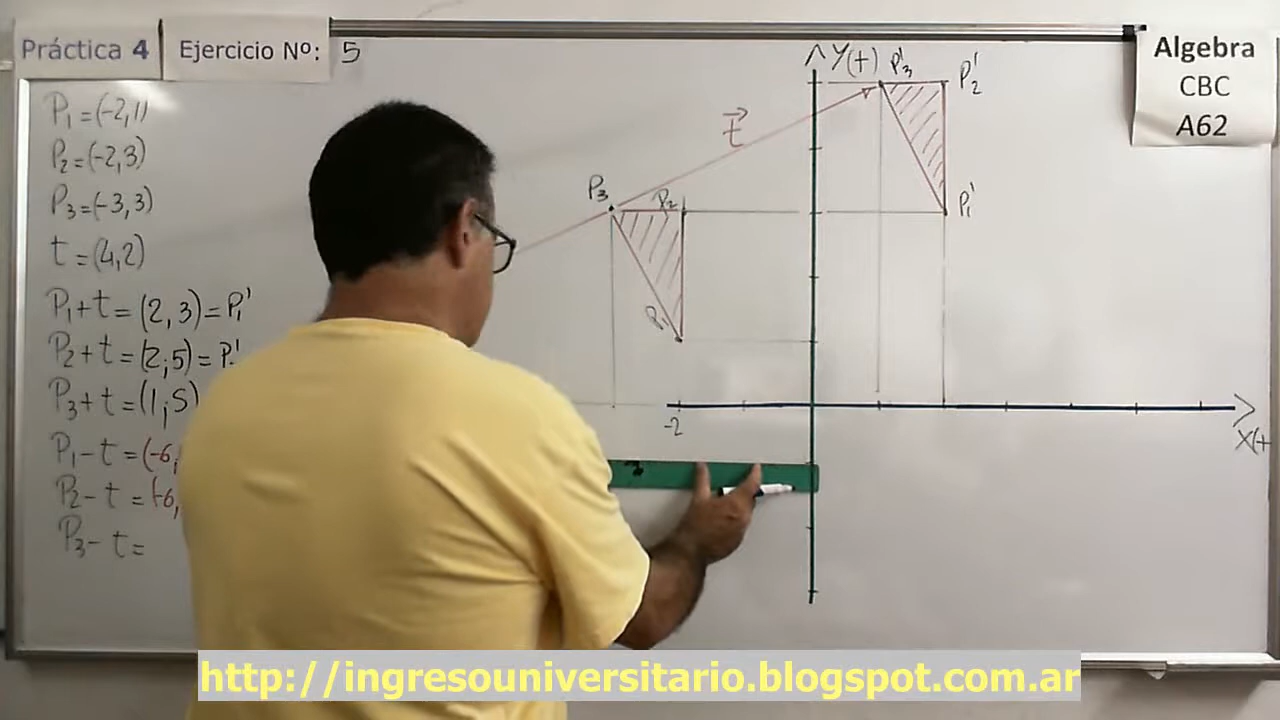 Práctica 4
Ejercicio Nº: 5
Algebra
CBC
A62
P₁=(-2,1)
P₂=(-2,3)
P₃=(-3,3)
t=(4,2)
P₁+t=(2,3)=P₁'
P₂+t=(2;5)=P.'
P₃+t=(1;5)
P₁-t=(-6,
P₂-t=(-6,
P₃-t=
Y(t)
P₃'
P₂'
t
P₃
P₂
P₁'
P₁
-2
X(t
http://ingresouniversitario.blogspot.com.ar